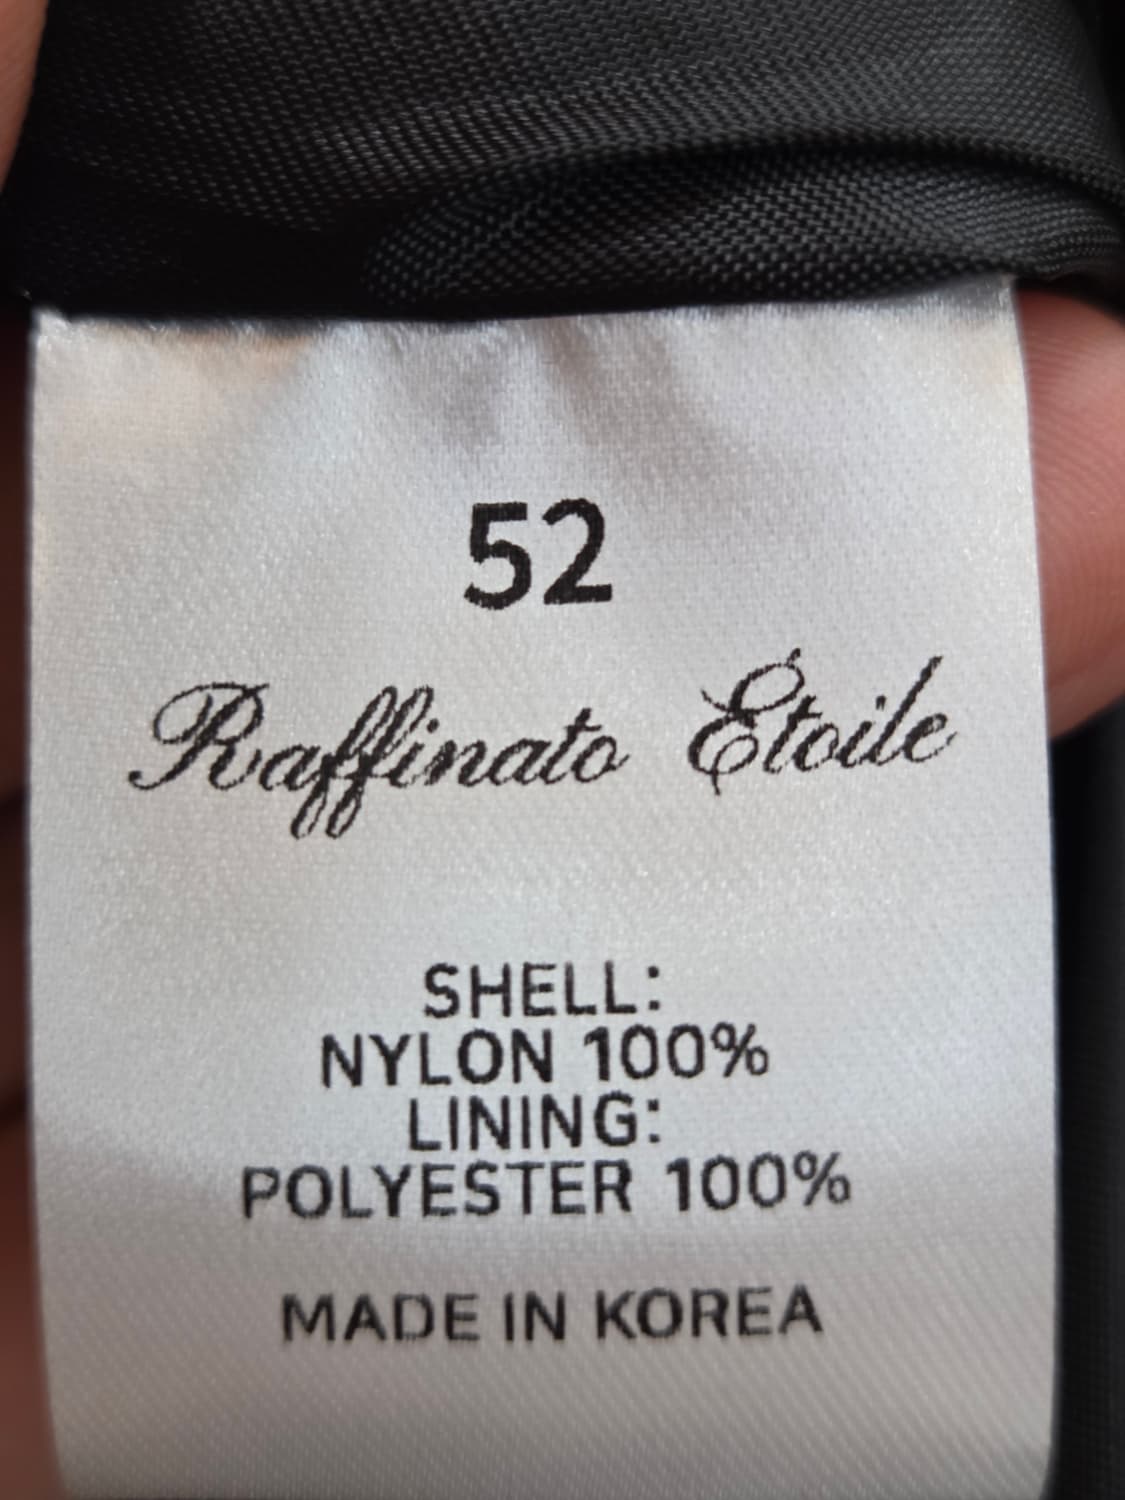 52
Raffinato Étoile
SHELL:
NYLON 100%
LINING:
POLYESTER 100%
MADE IN KOREA